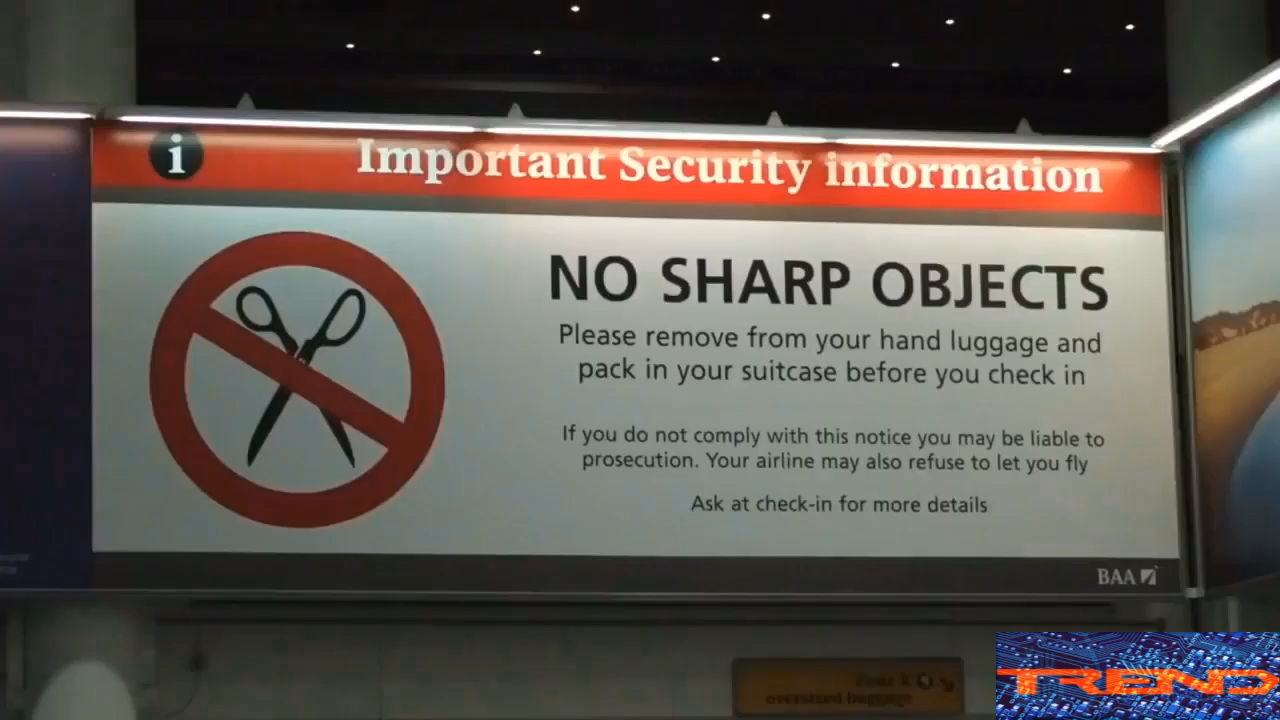 i
Important Security information
NO SHARP OBJECTS
Please remove from your hand luggage and
pack in your suitcase before you check in
If you do not comply with this notice you may be liable to
prosecution. Your airline may also refuse to let you fly
Ask at check-in for more details
BAA
oversized luggage
TREND